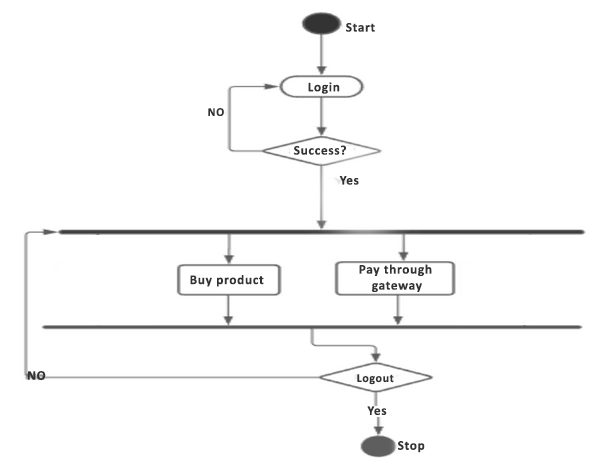 Start
Login
NO
Success?
Yes
Buy product
Pay through
gateway
NO
Logout
Yes
Stop